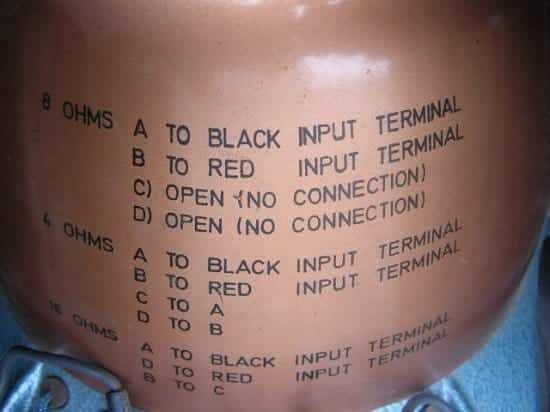 8 OHMS A TO BLACK INPUT TERMINAL
B TO RED INPUT TERMINAL
C) OPEN (NO CONNECTION)
D) OPEN (NO CONNECTION)
4 OHMS A TO BLACK INPUT TERMINAL
B TO RED INPUT TERMINAL
C TO A
D TO B
16 OHMS A TO BLACK INPUT TERMINAL
D TO RED INPUT TERMINAL
B TO C